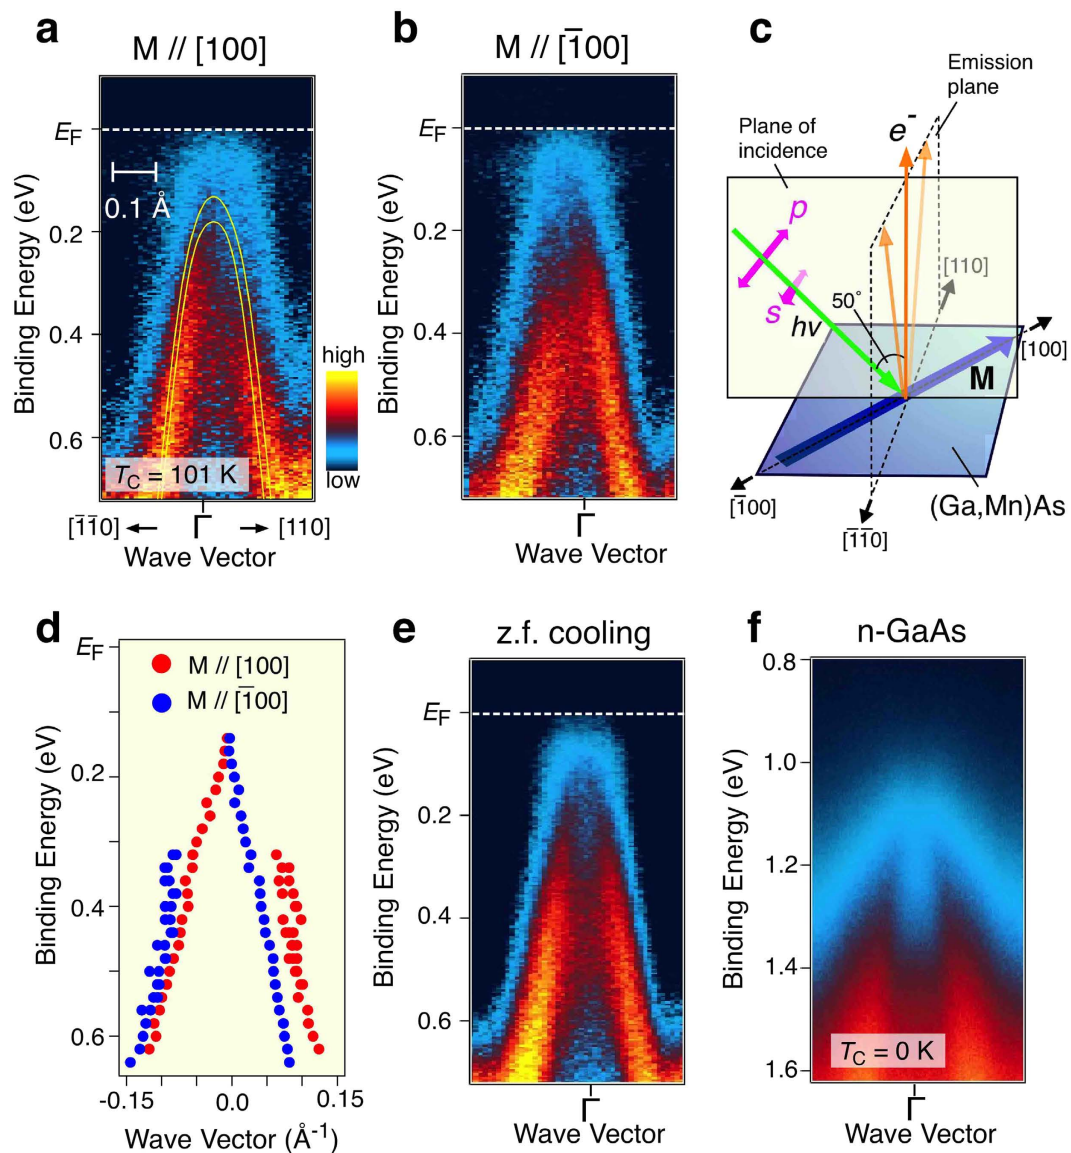 a
M // [100]
E_F
0.1 Å
0.2
0.4
0.6
Binding Energy (eV)
high
low
T_C = 101 K
[1̄1̄0] ← Γ → [110]
Wave Vector
b
M // [1̄00]
E_F
0.2
0.4
0.6
Binding Energy (eV)
Γ
Wave Vector
c
Emission
plane
Plane of
incidence
e⁻
p
s
hν
50°
[110]
[100]
M
[1̄00]
[1̄1̄0]
(Ga,Mn)As
d
E_F
M // [100]
M // [1̄00]
0.2
0.4
0.6
Binding Energy (eV)
-0.15 0.0 0.15
Wave Vector (Å⁻¹)
e
z.f. cooling
E_F
0.2
0.4
0.6
Binding Energy (eV)
Γ
Wave Vector
f
n-GaAs
0.8
1.0
1.2
1.4
1.6
Binding Energy (eV)
T_C = 0 K
Γ
Wave Vector